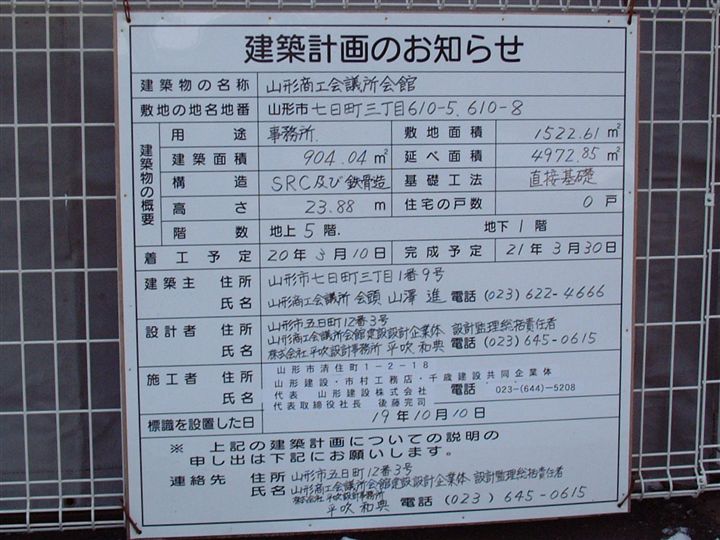 建築計画のお知らせ
建築物の名称 山形商工会議所会館
敷地の地名地番 山形市七日町三丁目610-5.610-8
建築物の概要
用途 事務所. 敷地面積 1522.61㎡
建築面積 904.04㎡ 延べ面積 4972.85㎡
構造 SRC及び鉄骨造 基礎工法 直接基礎
高さ 23.88 m 住宅の戸数 0 戸
階数 地上 5 階. 地下 1 階
着工予定 20年3月10日 完成予定 21年3月30日
建築主 住所 山形市七日町三丁目1番9号
氏名 山形商工会議所 会頭 山澤 進 電話 (023) 622-4666
設計者 住所 山形市五日町12番3号
山形商工会議所会館建設設計企業体 設計監理総括責任者
氏名 株式会社 平吹設計事務所 平吹 和典 電話 (023) 645-0615
施工者 住所 山形市清住町1-2-18
山形建設・市村工務店・千歳建設共同企業体
氏名 代表 山形建設株式会社 電話 023-(644)-5208
代表取締役社長 後藤完司
標識を設置した日 19年10月10日
※ 上記の建築計画についての説明の
申し出は下記にお願いします。
連絡先 住所 山形市五日町12番3号
氏名 山形商工会議所会館建設設計企業体 設計監理総括責任者
株式会社 平吹設計事務所
平吹 和典 電話 (023) 645-0615